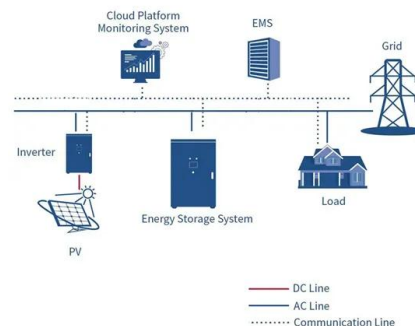 Cloud Platform
Monitoring System
EMS
Grid
Inverter
Energy Storage System
Load
PV
DC Line
AC Line
Communication Line